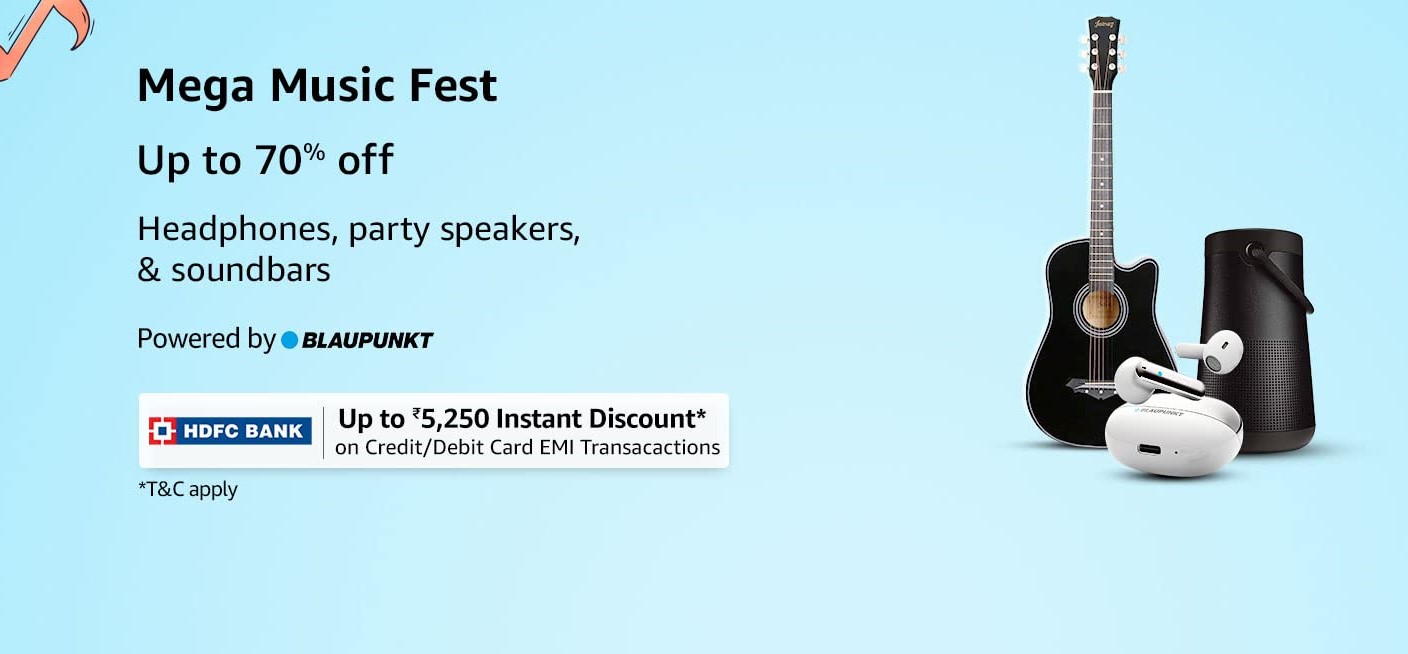 Mega Music Fest
Up to 70% off
Headphones, party speakers,
& soundbars
Powered by BLAUPUNKT
HDFC BANK
Up to ₹5,250 Instant Discount*
on Credit/Debit Card EMI Transacactions
*T&C apply
BLAUPUNKT